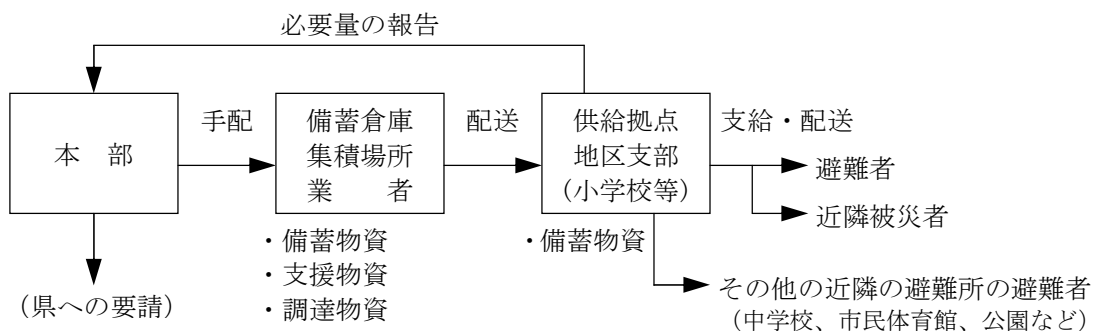 必要量の報告
本　部
手配
備蓄倉庫
集積場所
業　　者
配送
供給拠点
地区支部
（小学校等）
支給・配送
避難者
近隣被災者
・備蓄物資
・支援物資
・調達物資
・備蓄物資
（県への要請）
その他の近隣の避難所の避難者
（中学校、市民体育館、公園など）